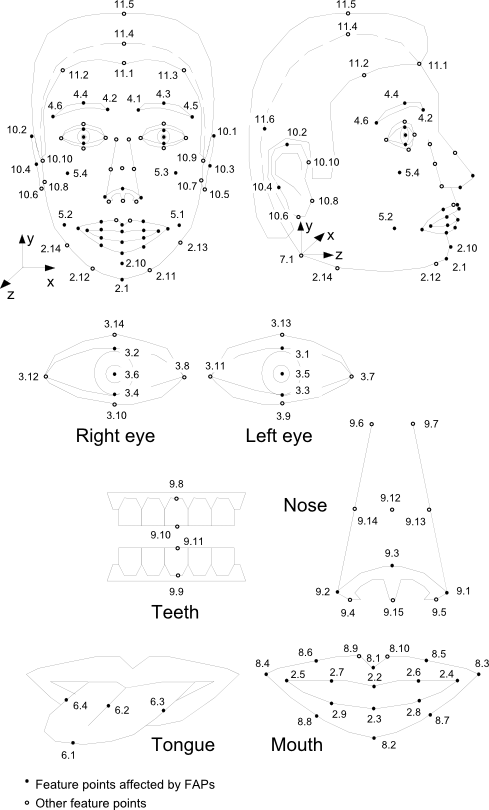 11.5 11.5
11.4 11.4
11.2 11.1 11.3 11.2 11.1
4.4 4.3 4.4
4.6 4.2 4.1 4.5 4.6 4.2
11.6
10.2 10.1 10.2
10.10 10.9 10.10
10.4 5.4 5.3 10.3 5.4
10.8 10.7 10.4
10.6 10.5 10.8
5.2 5.1 10.6 5.2
y y
x
2.14 2.13 2.10
2.10 z
x 7.1 2.1
z 2.12 2.11 2.14 2.12
2.1
3.14 3.13
3.2 3.1
3.12 3.6 3.8 3.11 3.5 3.7
3.4 3.3
3.10 3.9
Right eye Left eye
9.6 9.7
9.8
Nose 9.12
9.14 9.13
9.10 9.11
9.3
9.9 9.2 9.1
9.4 9.15 9.5
Teeth
8.6 8.9 8.10 8.5
8.4 8.1 8.3
2.5 2.7 2.2 2.6 2.4
6.4 6.2 6.3
2.9 2.3 2.8
8.8 8.7
6.1 8.2
Tongue Mouth
Feature points affected by FAPs
Other feature points